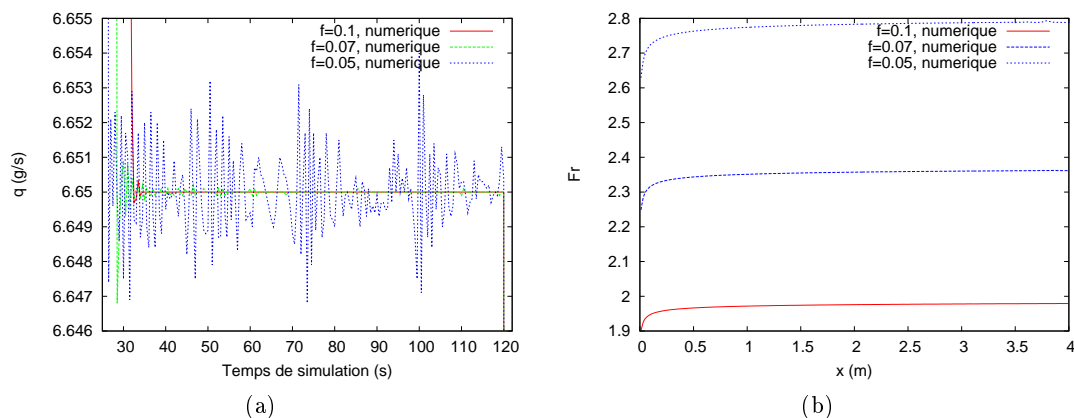 6.655
6.654
6.653
6.652
6.651
6.65
6.649
6.648
6.647
6.646
q (g/s)
30 40 50 60 70 80 90 100 110 120
Temps de simulation (s)
f=0.1, numerique
f=0.07, numerique
f=0.05, numerique
(a)
2.8
2.7
2.6
2.5
2.4
2.3
2.2
2.1
2
1.9
Fr
0 0.5 1 1.5 2 2.5 3 3.5 4
x (m)
f=0.1, numerique
f=0.07, numerique
f=0.05, numerique
(b)